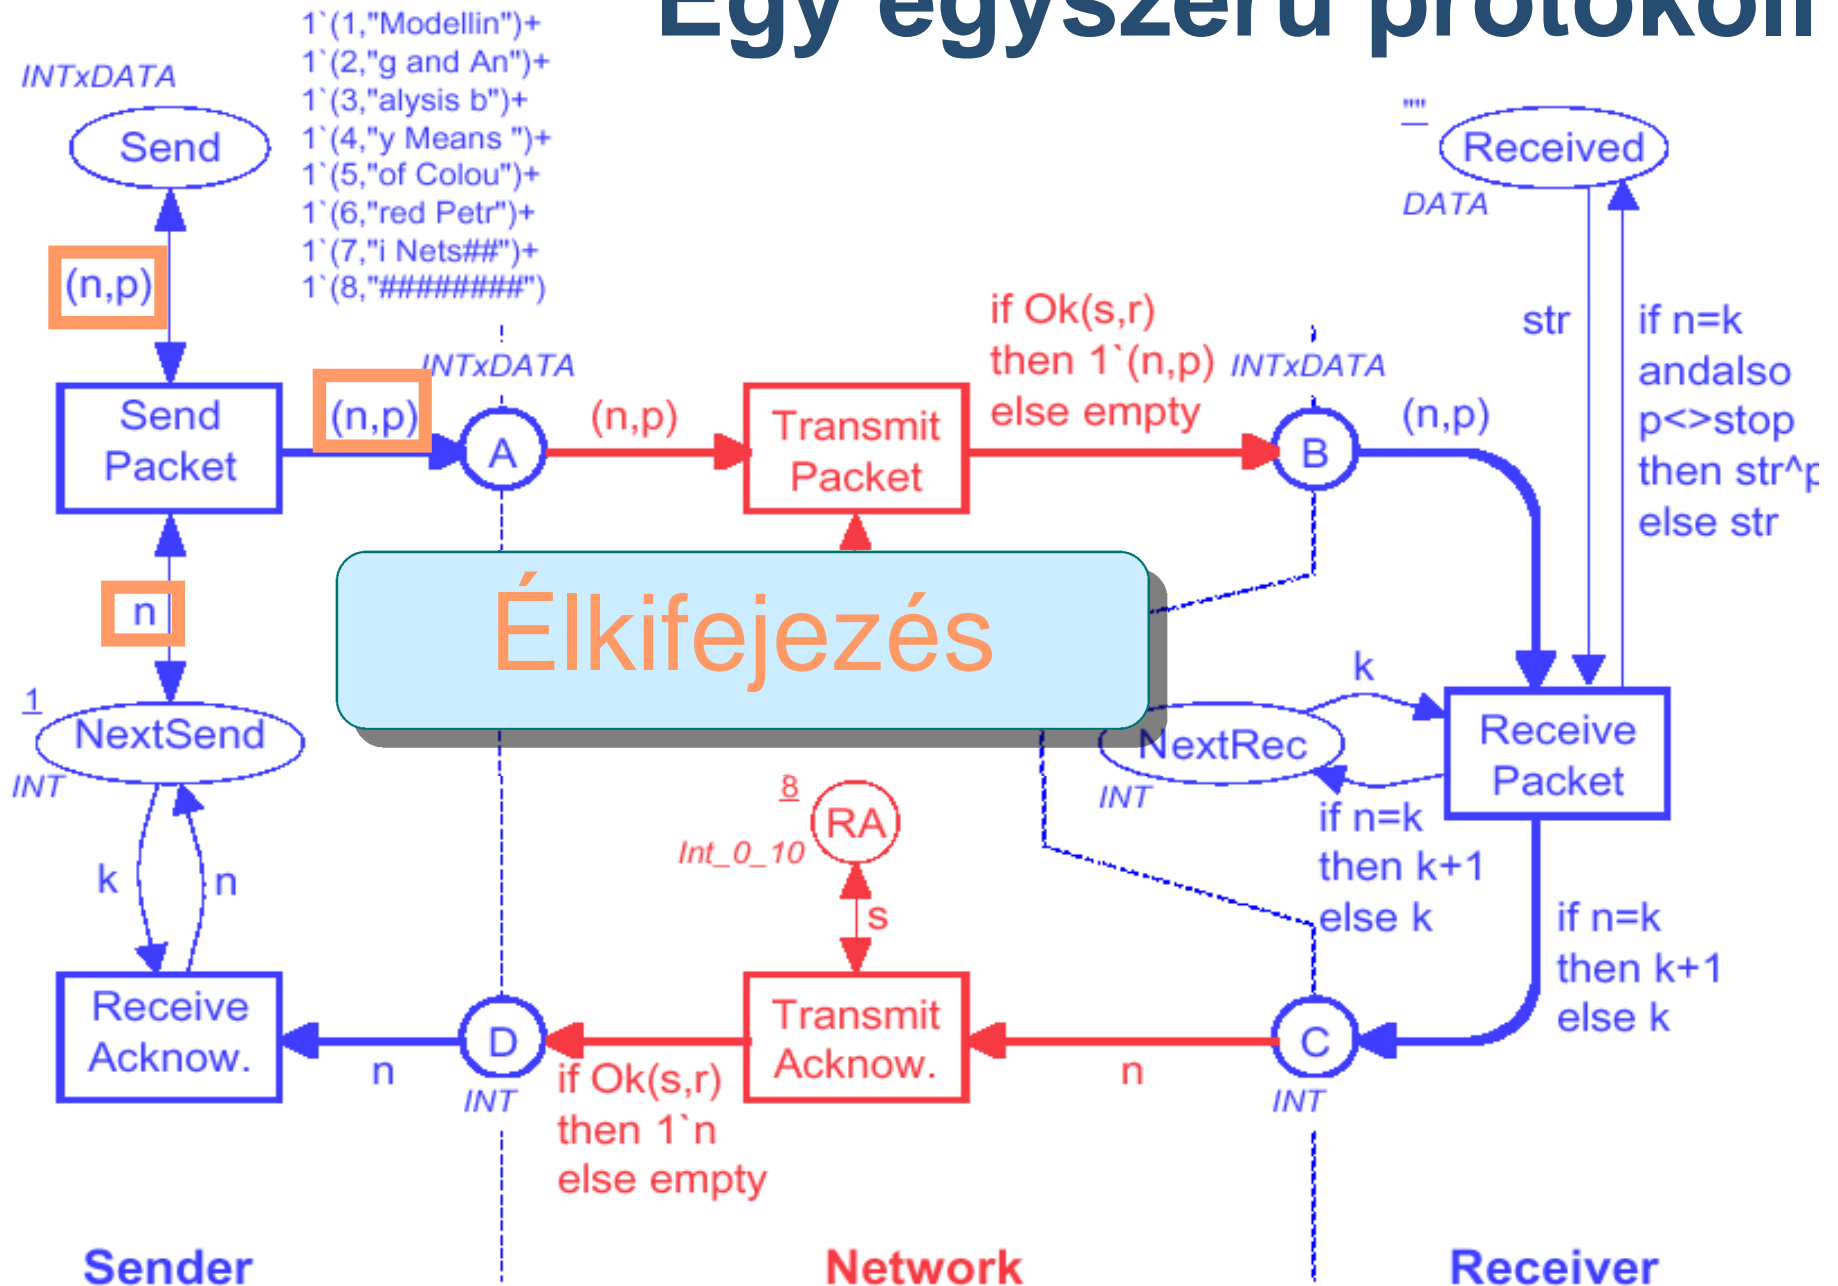 Egy egyszerű protokoll
1`(1,"Modellin")+
1`(2,"g and An")+
1`(3,"alysis b")+
1`(4,"y Means ")+
1`(5,"of Colou")+
1`(6,"red Petr")+
1`(7,"i Nets##")+
1`(8,"########")
INTxDATA
Send
(n,p)
Send
Packet
(n,p)
INTxDATA
A
(n,p)
Transmit
Packet
if Ok(s,r)
then 1`(n,p)
else empty
INTxDATA
B
(n,p)
""
Received
DATA
str
if n=k
andalso
p<>stop
then str^p
else str
n
Élkifejezés
1
NextSend
INT
k
n
k
NextRec
INT
Receive
Packet
if n=k
then k+1
else k
if n=k
then k+1
else k
8
RA
Int_0_10
s
Receive
Acknow.
n
D
INT
if Ok(s,r)
then 1`n
else empty
Transmit
Acknow.
n
C
INT
Sender
Network
Receiver